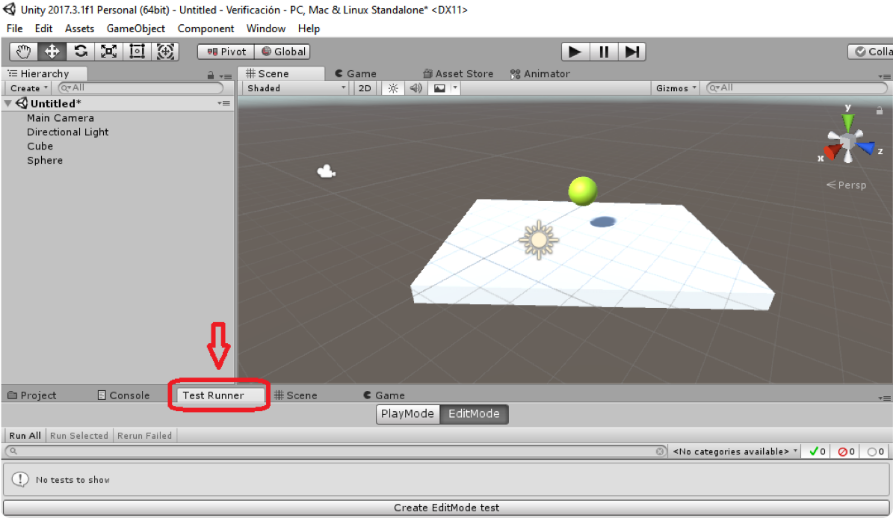 Unity 2017.3.1f1 Personal (64bit) - Untitled - Verificación - PC, Mac & Linux Standalone* <DX11>
File Edit Assets GameObject Component Window Help
Pivot Global Colla
Hierarchy Scene Game Asset Store Animator
Create All Shaded 2D Gizmos All
Untitled*
Main Camera
Directional Light
Cube
Sphere
y
x
z
Persp
Project Console Test Runner Scene Game
PlayMode EditMode
Run All Run Selected Rerun Failed
<No categories available> 0 0 0
No tests to show
Create EditMode test